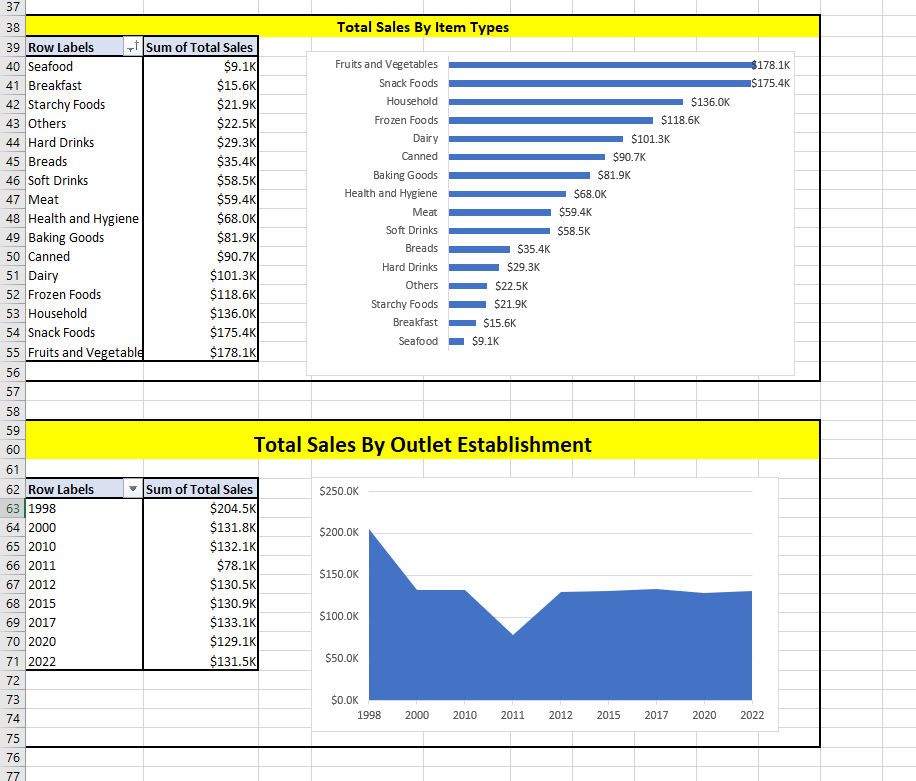 37
38 Total Sales By Item Types
39 Row Labels Sum of Total Sales
40 Seafood $9.1K
41 Breakfast $15.6K
42 Starchy Foods $21.9K
43 Others $22.5K
44 Hard Drinks $29.3K
45 Breads $35.4K
46 Soft Drinks $58.5K
47 Meat $59.4K
48 Health and Hygiene $68.0K
49 Baking Goods $81.9K
50 Canned $90.7K
51 Dairy $101.3K
52 Frozen Foods $118.6K
53 Household $136.0K
54 Snack Foods $175.4K
55 Fruits and Vegetable $178.1K
56
Fruits and Vegetables $178.1K
Snack Foods $175.4K
Household $136.0K
Frozen Foods $118.6K
Dairy $101.3K
Canned $90.7K
Baking Goods $81.9K
Health and Hygiene $68.0K
Meat $59.4K
Soft Drinks $58.5K
Breads $35.4K
Hard Drinks $29.3K
Others $22.5K
Starchy Foods $21.9K
Breakfast $15.6K
Seafood $9.1K
57
58
59
60 Total Sales By Outlet Establishment
61
62 Row Labels Sum of Total Sales
63 1998 $204.5K
64 2000 $131.8K
65 2010 $132.1K
66 2011 $78.1K
67 2012 $130.5K
68 2015 $130.9K
69 2017 $133.1K
70 2020 $129.1K
71 2022 $131.5K
72
73
74
75
$250.0K
$200.0K
$150.0K
$100.0K
$50.0K
$0.0K
1998 2000 2010 2011 2012 2015 2017 2020 2022
76
77